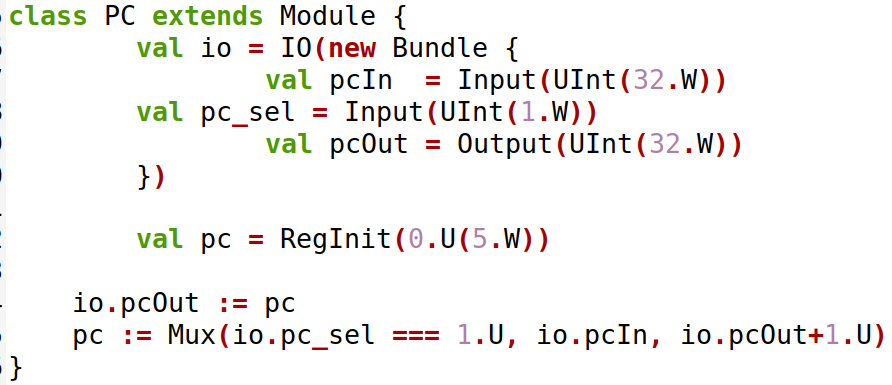 class PC extends Module {
val io = IO(new Bundle {
val pcIn  = Input(UInt(32.W))
val pc_sel = Input(UInt(1.W))
val pcOut = Output(UInt(32.W))
})
val pc = RegInit(0.U(5.W))
io.pcOut := pc
pc := Mux(io.pc_sel === 1.U, io.pcIn, io.pcOut+1.U)
}